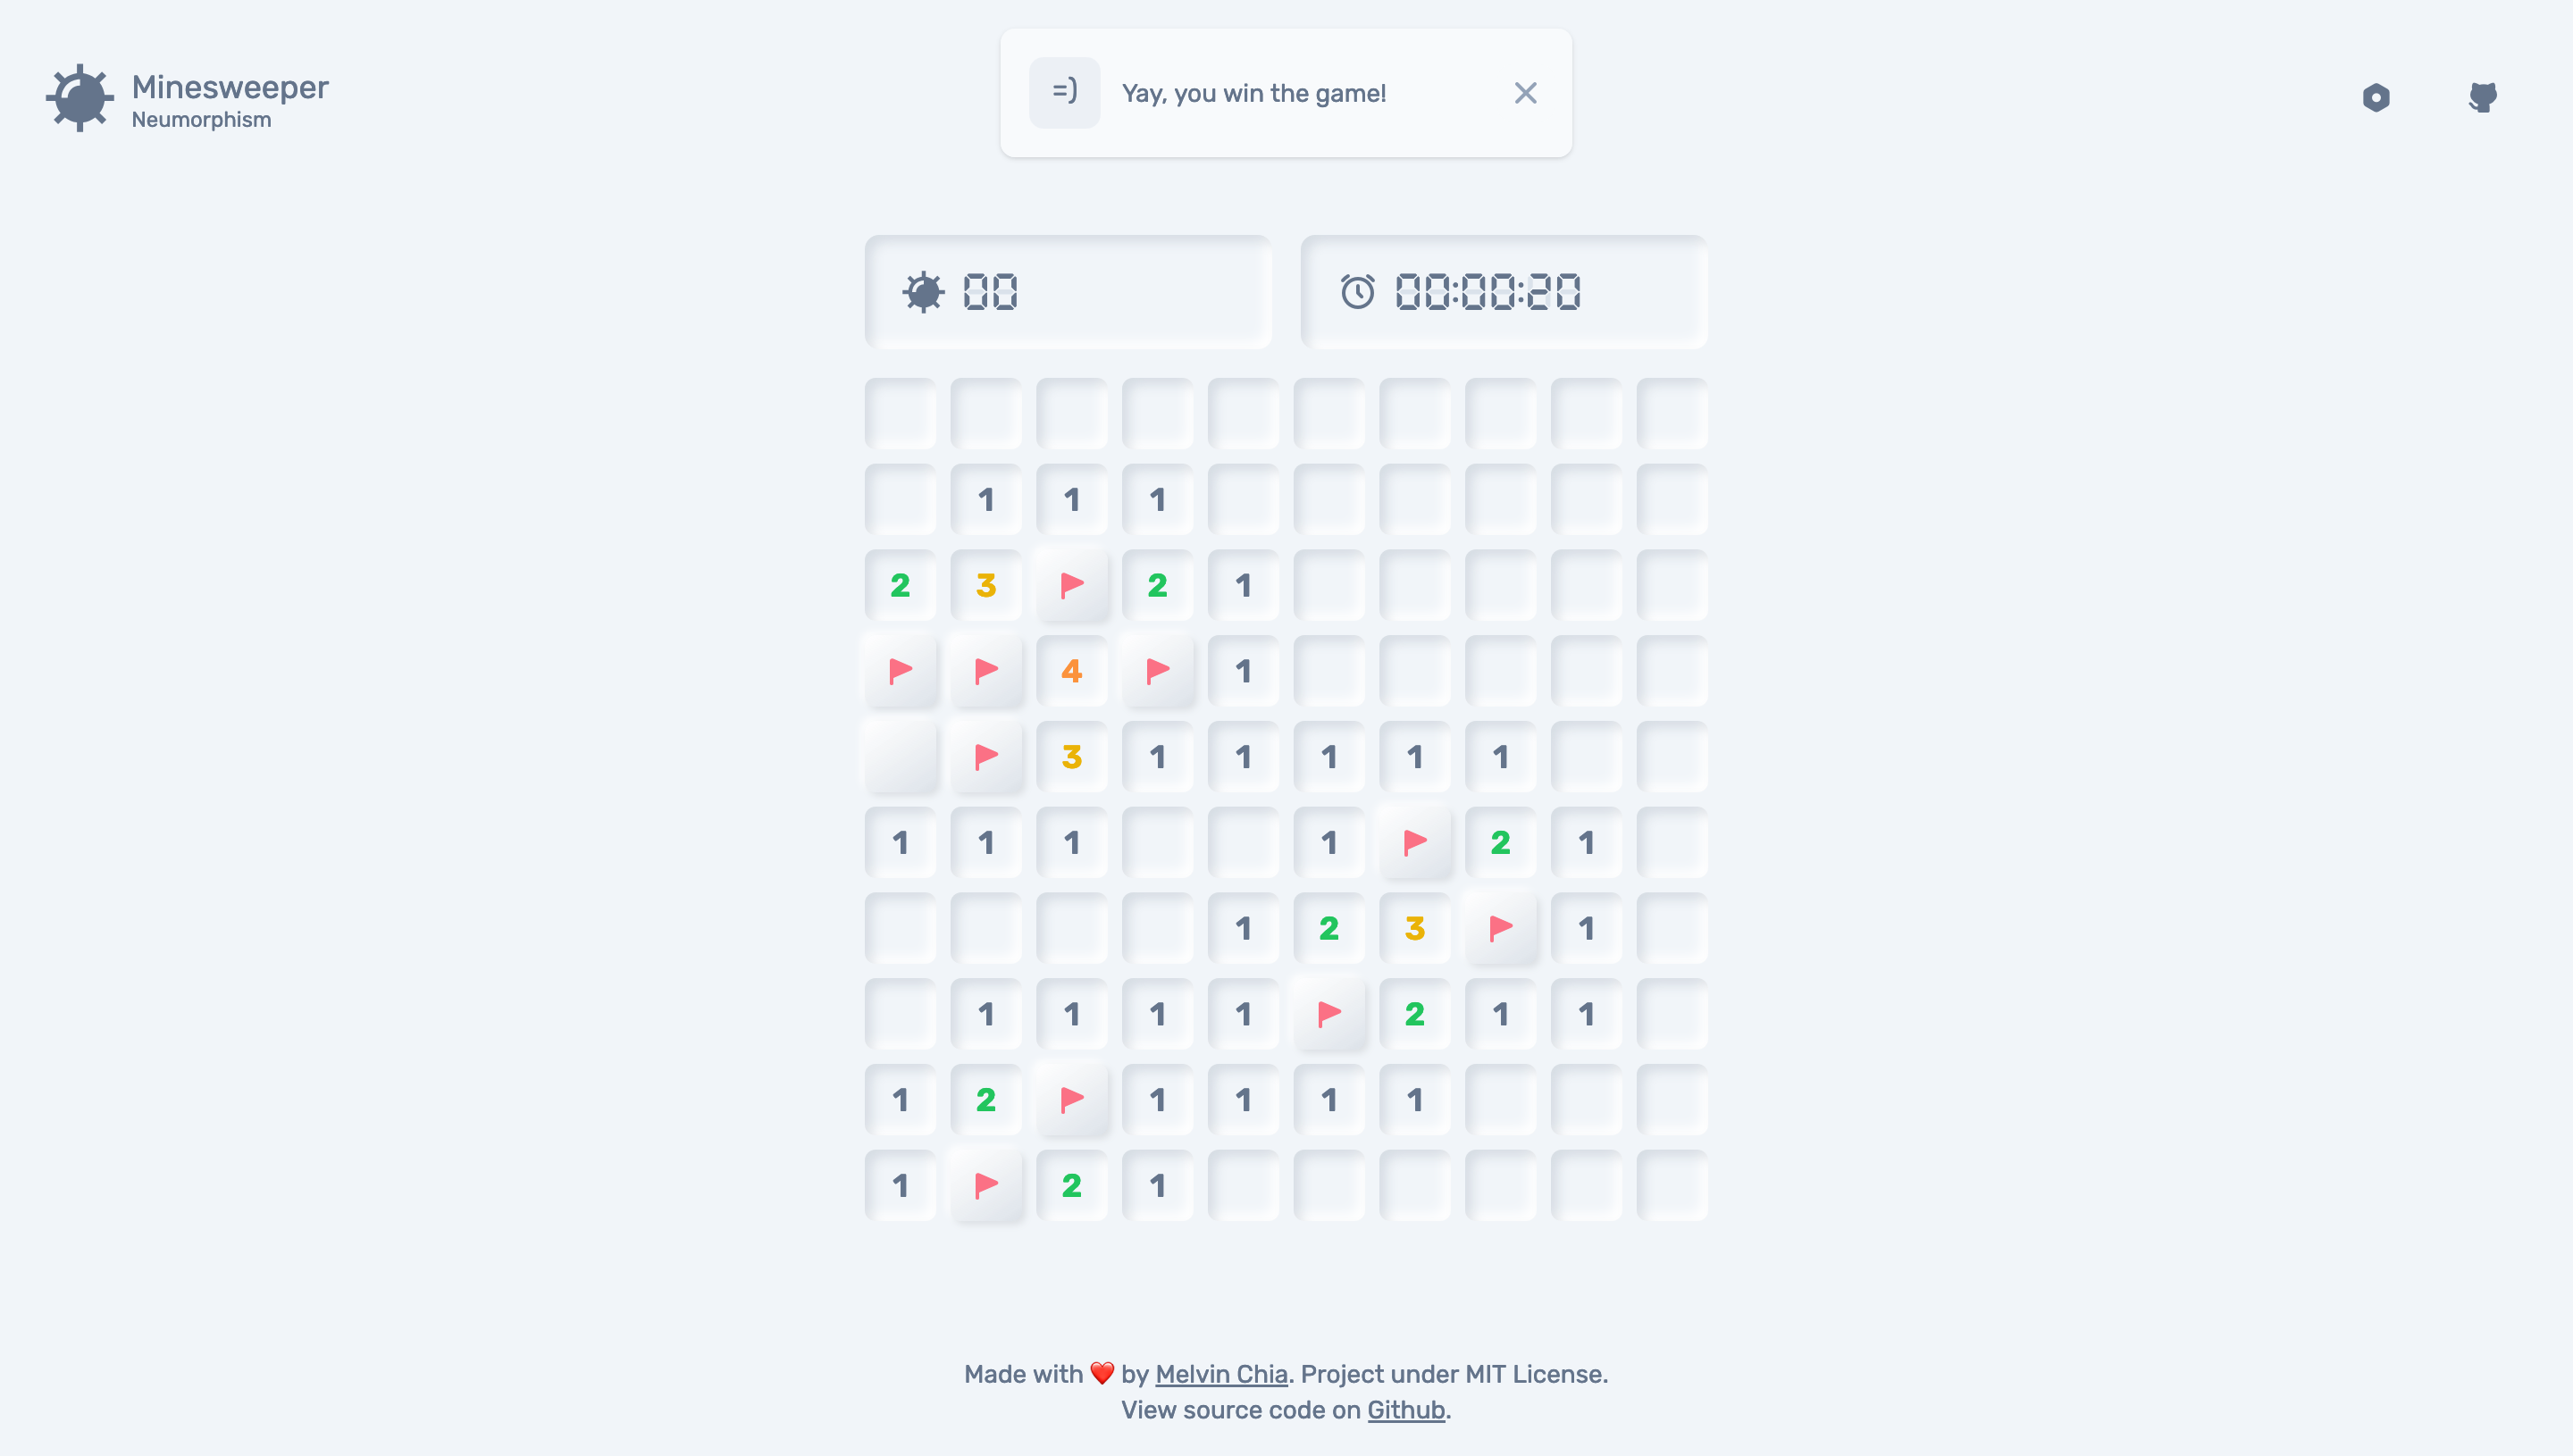 Minesweeper
Neumorphism
=)
Yay, you win the game!
00
00:00:20
1 1 1
2 3 2 1
4 1
3 1 1 1 1 1
1 1 1 1 2 1
1 2 3 1
1 1 1 1 2 1 1
1 2 1 1 1 1
1 2 1
Made with ❤️ by Melvin Chia. Project under MIT License.
View source code on Github.